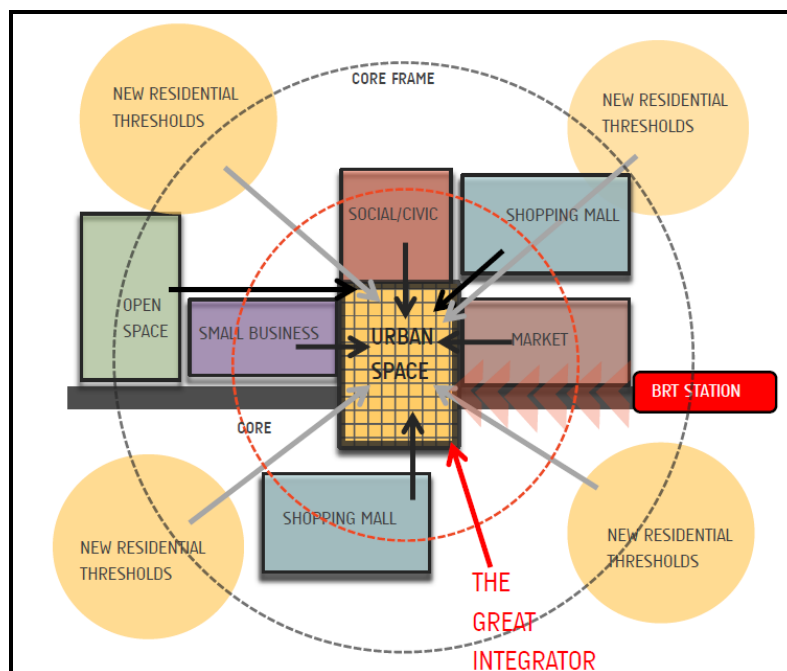 CORE FRAME
NEW RESIDENTIAL
THRESHOLDS
NEW RESIDENTIAL
THRESHOLDS
SOCIAL/CIVIC
SHOPPING MALL
OPEN
SPACE
SMALL BUSINESS
URBAN
SPACE
MARKET
BRT STATION
CORE
SHOPPING MALL
NEW RESIDENTIAL
THRESHOLDS
NEW RESIDENTIAL
THRESHOLDS
THE
GREAT
INTEGRATOR